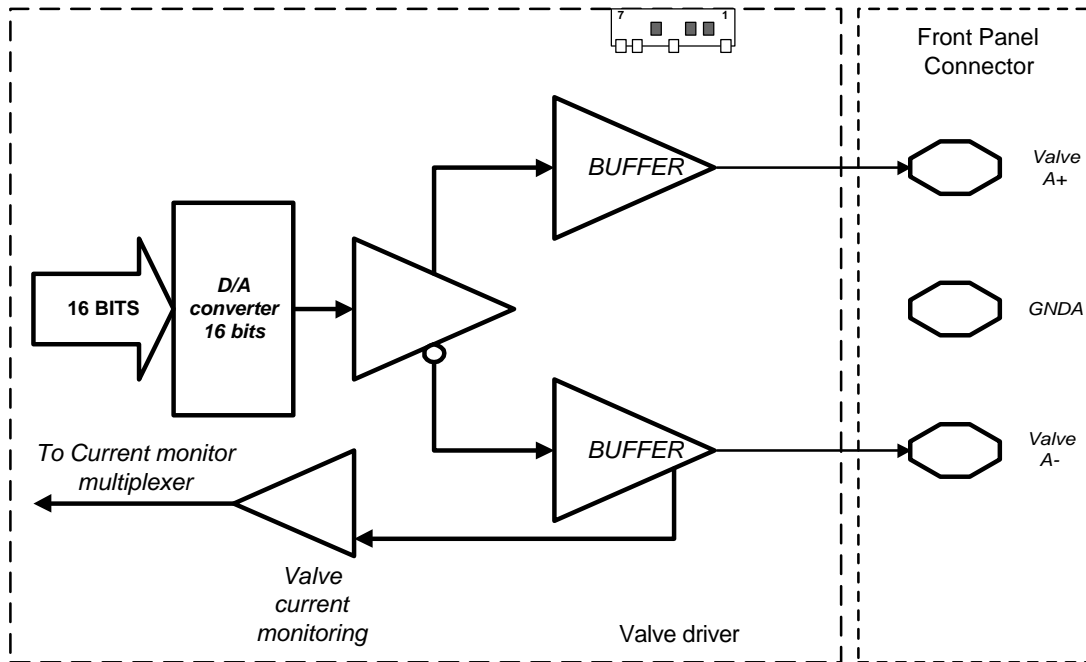 7 1
Front Panel
Connector
BUFFER
Valve
A+
D/A
converter
16 bits
16 BITS
GNDA
To Current monitor
multiplexer
BUFFER
Valve
A-
Valve
current
monitoring
Valve driver